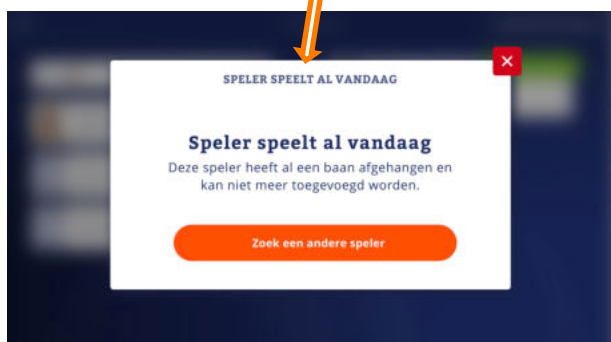 SPELER SPEELT AL VANDAAG
Speler speelt al vandaag
Deze speler heeft al een baan afgehangen en
kan niet meer toegevoegd worden.
Zoek een andere speler